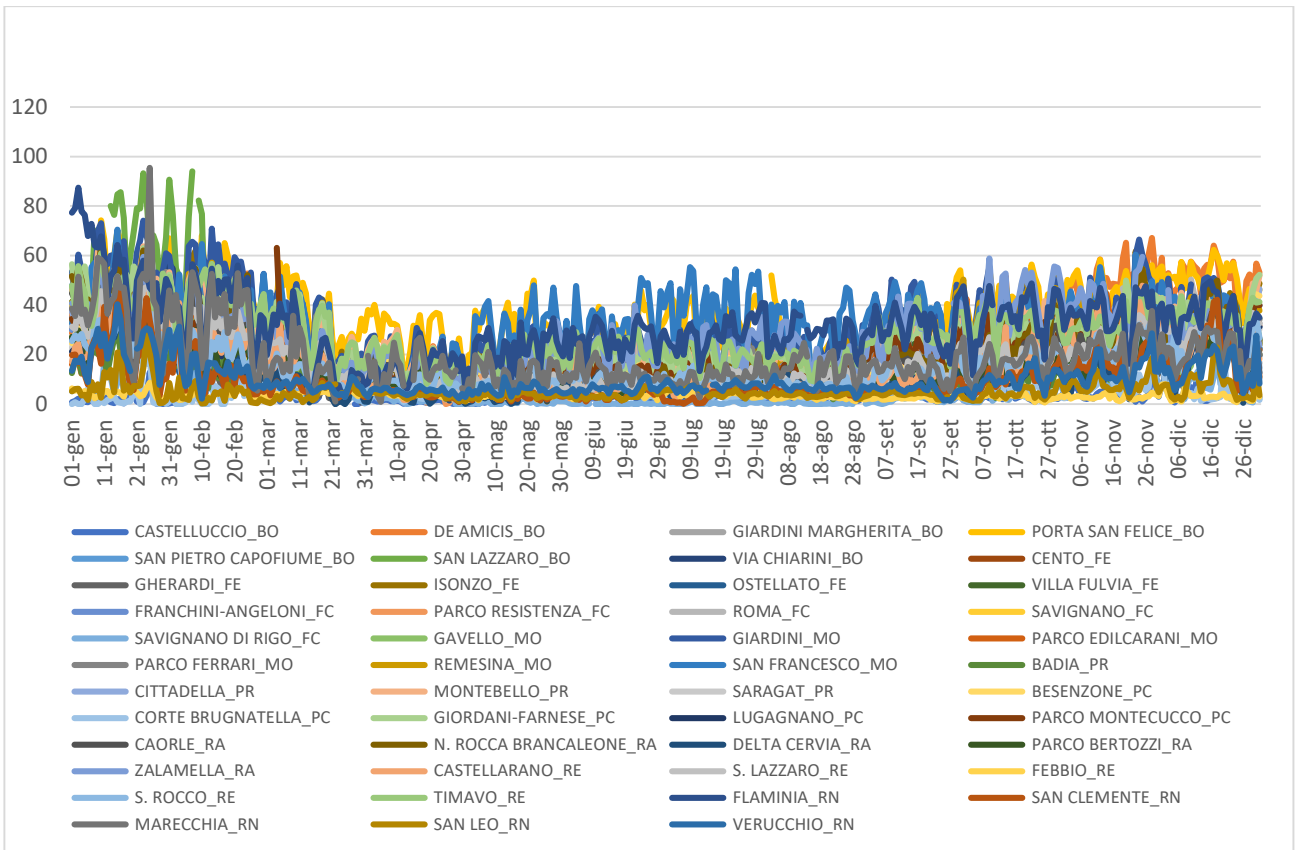 120
100
80
60
40
20
0
01-gen 11-gen 21-gen 31-gen 10-feb 20-feb 01-mar 11-mar 21-mar 31-mar 10-apr 20-apr 30-apr 10-mag 20-mag 30-mag 09-giu 19-giu 29-giu 09-lug 19-lug 29-lug 08-ago 18-ago 28-ago 07-set 17-set 27-set 07-ott 17-ott 27-ott 06-nov 16-nov 26-nov 06-dic 16-dic 26-dic
CASTELLUCCIO_BO DE AMICIS_BO GIARDINI MARGHERITA_BO PORTA SAN FELICE_BO
SAN PIETRO CAPOFIUME_BO SAN LAZZARO_BO VIA CHIARINI_BO CENTO_FE
GHERARDI_FE ISONZO_FE OSTELLATO_FE VILLA FULVIA_FE
FRANCHINI-ANGELONI_FC PARCO RESISTENZA_FC ROMA_FC SAVIGNANO_FC
SAVIGNANO DI RIGO_FC GAVELLO_MO GIARDINI_MO PARCO EDILCARANI_MO
PARCO FERRARI_MO REMESINA_MO SAN FRANCESCO_MO BADIA_PR
CITTADELLA_PR MONTEBELLO_PR SARAGAT_PR BESENZONE_PC
CORTE BRUGNATELLA_PC GIORDANI-FARNESE_PC LUGAGNANO_PC PARCO MONTECUCCO_PC
CAORLE_RA N. ROCCA BRANCALEONE_RA DELTA CERVIA_RA PARCO BERTOZZI_RA
ZALAMELLA_RA CASTELLARANO_RE S. LAZZARO_RE FEBBIO_RE
S. ROCCO_RE TIMAVO_RE FLAMINIA_RN SAN CLEMENTE_RN
MARECCHIA_RN SAN LEO_RN VERUCCHIO_RN